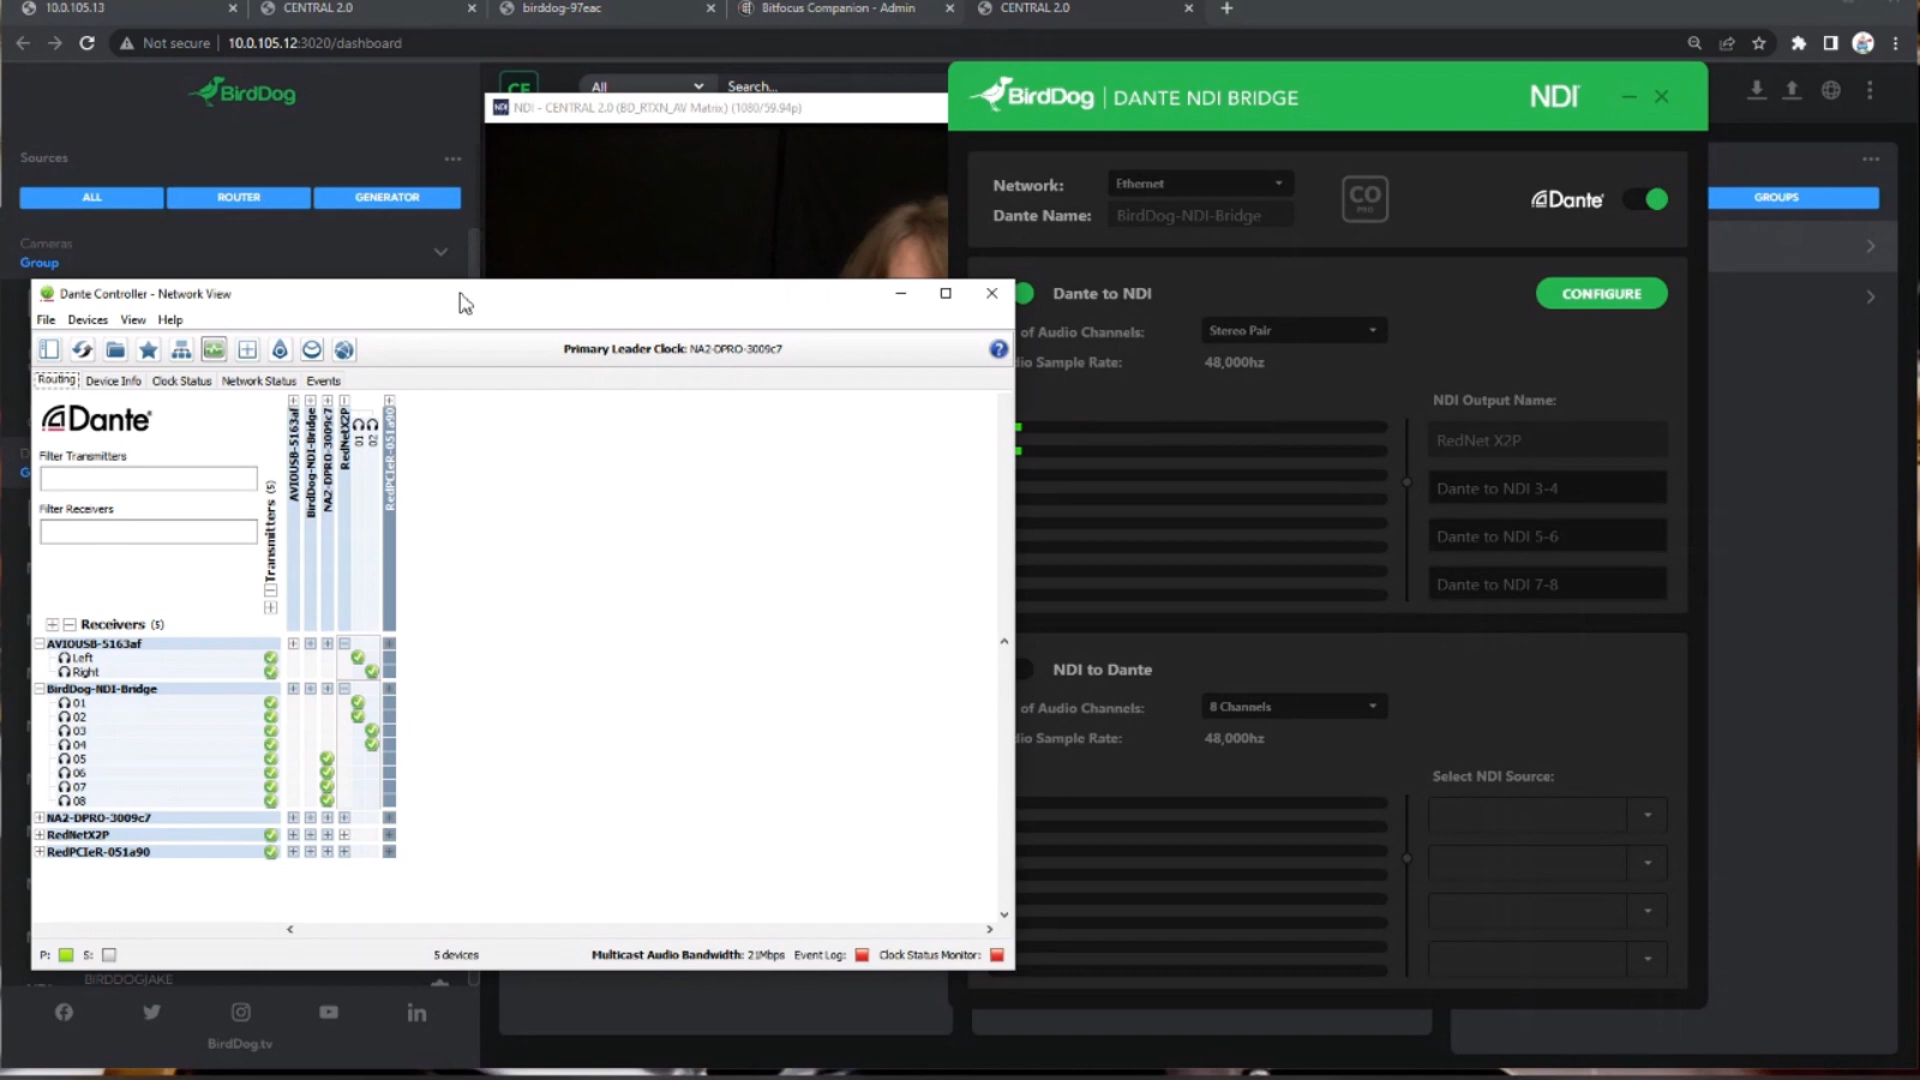 10.0.105.13
CENTRAL 2.0
birddog-97eac
Bitfocus Companion - Admin
CENTRAL 2.0
Not secure
10.0.105.12:3020/dashboard
BirdDog
All
Search...
NDI - CENTRAL 2.0 (BD_RTXN_AV Matrix) (1080/59.94p)
BirdDog | DANTE NDI BRIDGE
NDI
Sources
ALL
ROUTER
GENERATOR
Cameras
Group
Network:
Ethernet
CO
PRO
Dante
Dante Name:
BirdDog-NDI-Bridge
GROUPS
Dante Controller - Network View
File
Devices
View
Help
Primary Leader Clock: NA2-DPRO-3009c7
Routing
Device Info
Clock Status
Network Status
Events
Dante
Filter Transmitters
Filter Receivers
Transmitters (5)
AVIOUSB-5163af
BirdDog-NDI-Bridge
NA2-DPRO-3009c7
RedNetX2P
01
02
RedPCIeR-051a90
Receivers (5)
AVIOUSB-5163af
Left
Right
BirdDog-NDI-Bridge
01
02
03
04
05
06
07
08
NA2-DPRO-3009c7
RedNetX2P
RedPCIeR-051a90
P:
S:
5 devices
Multicast Audio Bandwidth: 21Mbps
Event Log:
Clock Status Monitor:
Dante to NDI
CONFIGURE
of Audio Channels:
Stereo Pair
io Sample Rate:
48,000hz
NDI Output Name:
RedNet X2P
Dante to NDI 3-4
Dante to NDI 5-6
Dante to NDI 7-8
NDI to Dante
of Audio Channels:
8 Channels
io Sample Rate:
48,000hz
Select NDI Source:
BIRDDOGJAKE
BirdDog.tv